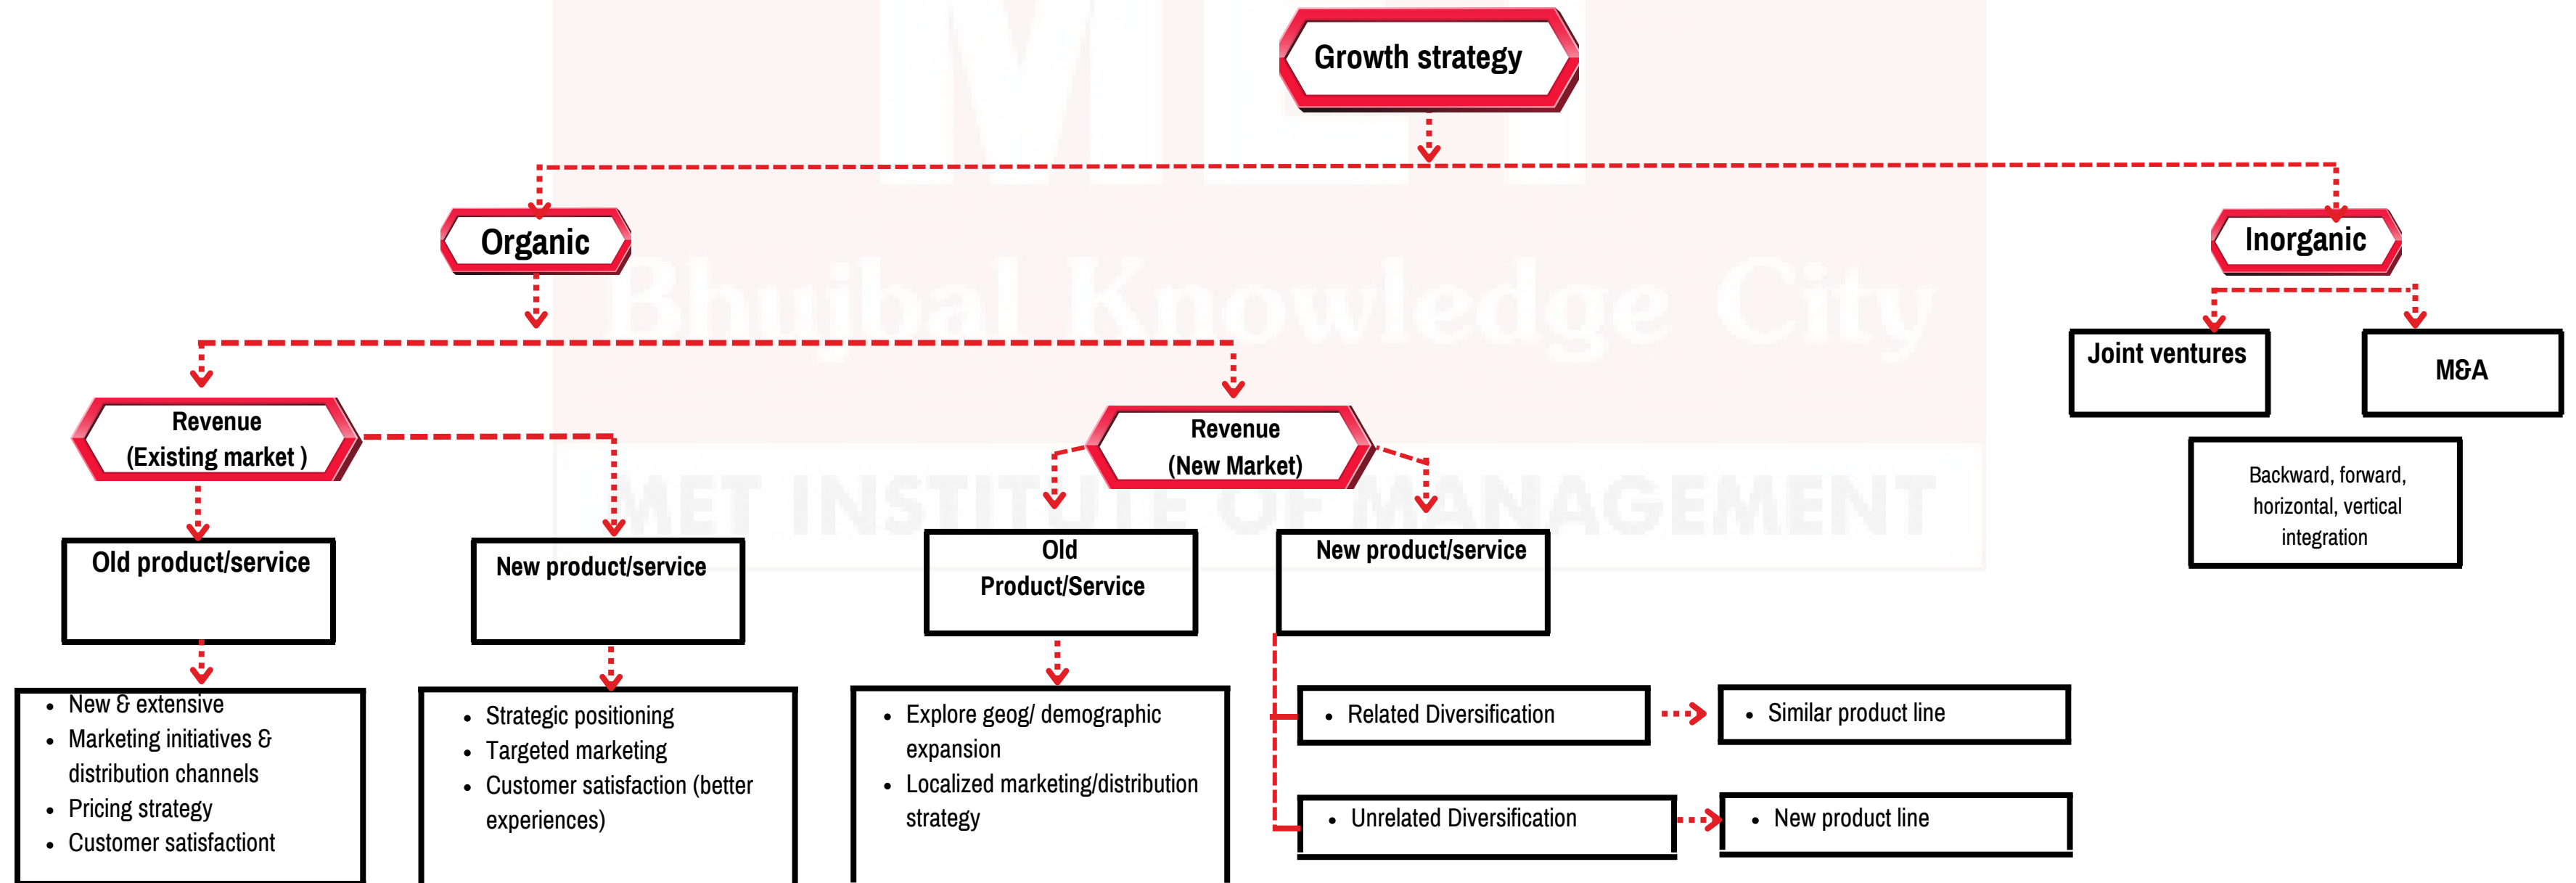 MET
Growth strategy
Organic
Inorganic
Bhujbal Knowledge City
Joint ventures
M&A
Revenue
(Existing market )
Revenue
(New Market)
Backward, forward,
horizontal, vertical
integration
MET INSTITUTE OF MANAGEMENT
Old product/service
New product/service
Old
Product/Service
New product/service
• New & extensive
• Marketing initiatives &
distribution channels
• Pricing strategy
• Customer satisfactiont
• Strategic positioning
• Targeted marketing
• Customer satisfaction (better
experiences)
• Explore geog/ demographic
expansion
• Localized marketing/distribution
strategy
• Related Diversification
• Similar product line
• Unrelated Diversification
• New product line